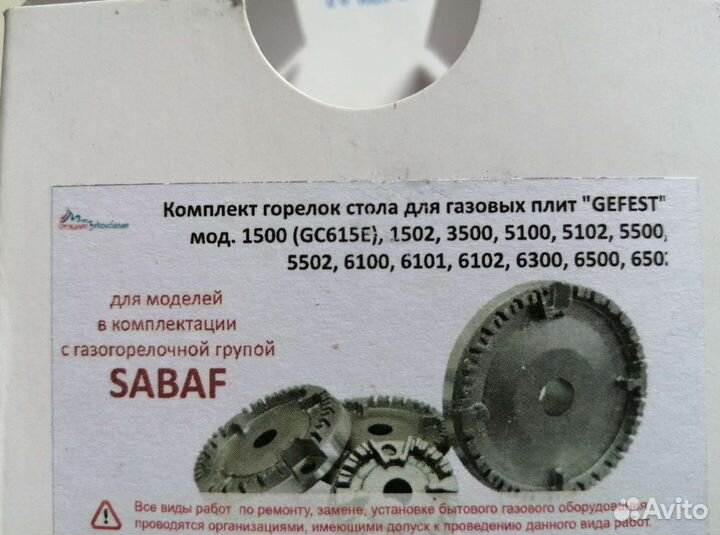 Комплект горелок стола для газовых плит "GEFEST"
мод. 1500 (GC615E), 1502, 3500, 5100, 5102, 5500,
5502, 6100, 6101, 6102, 6300, 6500, 6502
для моделей
в комплектации
с газогорелочной групой
SABAF
Все виды работ по ремонту, замене, установке бытового газового оборудования
проводятся организациями, имеющими допуск к проведению данного вида работ.
Avito